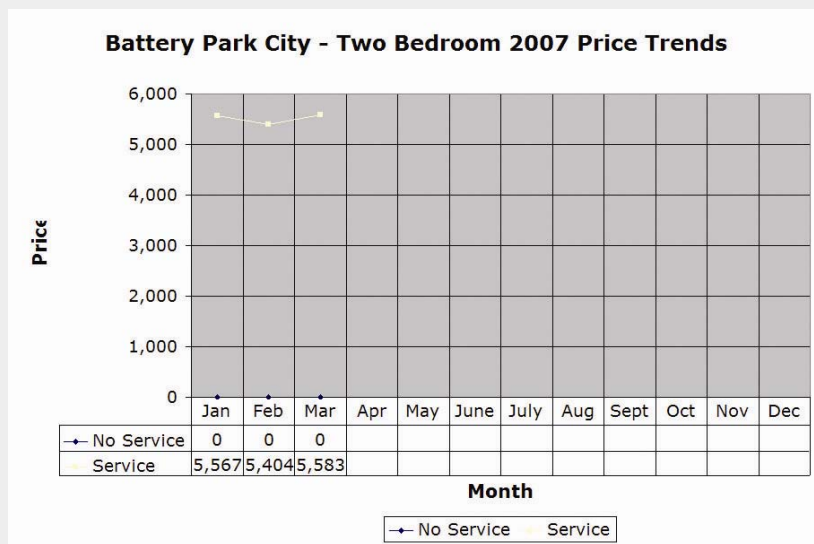 Battery Park City - Two Bedroom 2007 Price Trends
6,000
5,000
4,000
3,000
2,000
1,000
0
Price
Jan Feb Mar Apr May June July Aug Sept Oct Nov Dec
No Service 0 0 0
Service 5,567 5,404 5,583
Month
No Service Service